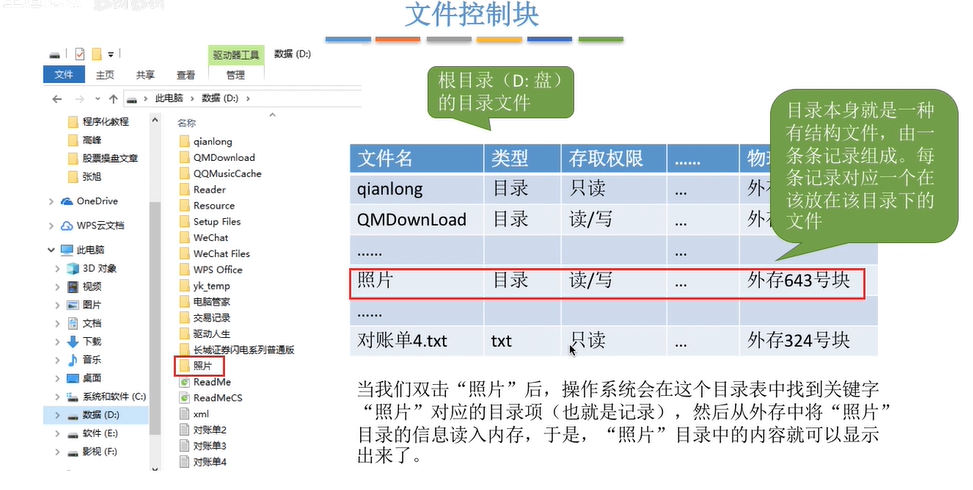 文件控制块
驱动器工具
数据 (D:)
文件
主页
共享
查看
管理
此电脑 › 数据 (D:) ›
程序化教程
高峰
股票操盘文章
张旭
OneDrive
WPS云文档
此电脑
3D 对象
视频
图片
文档
下载
音乐
桌面
系统和软件 (C:)
数据 (D:)
软件 (E:)
影视 (F:)
名称
qianlong
QMDownload
QQMusicCache
Reader
Resource
Setup Files
WeChat
WeChat Files
WPS Office
yk_temp
电脑管家
交易记录
驱动人生
长城证券闪电系列普通版
照片
ReadMe
ReadMeCS
xml
对账单2
对账单3
对账单4
根目录（D: 盘）
的目录文件
目录本身就是一种
有结构文件，由一
条条记录组成。每
条记录对应一个在
该放在该目录下的
文件
文件名 类型 存取权限 …… 物
qianlong 目录 只读 ... 外存
QMDownLoad 目录 读/写 ... 外
…… ...
照片 目录 读/写 ... 外存643号块
……
对账单4.txt txt 只读 ... 外存324号块
当我们双击“照片”后，操作系统会在这个目录表中找到关键字
“照片”对应的目录项（也就是记录），然后从外存中将“照片”
目录的信息读入内存，于是，“照片”目录中的内容就可以显示
出来了。